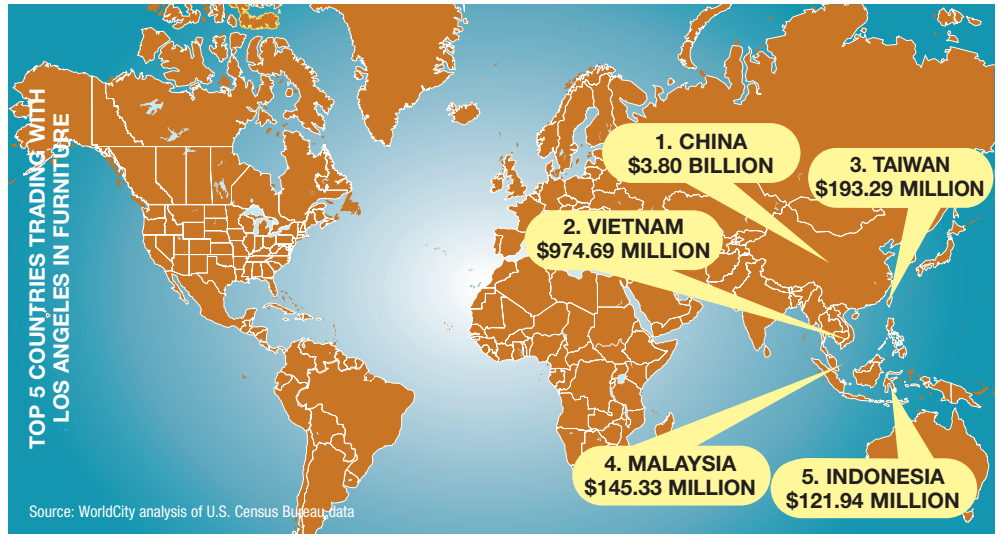 TOP 5 COUNTRIES TRADING WITH
LOS ANGELES IN FURNITURE
1. CHINA
$3.80 BILLION
2. VIETNAM
$974.69 MILLION
3. TAIWAN
$193.29 MILLION
4. MALAYSIA
$145.33 MILLION
5. INDONESIA
$121.94 MILLION
Source: WorldCity analysis of U.S. Census Bureau data